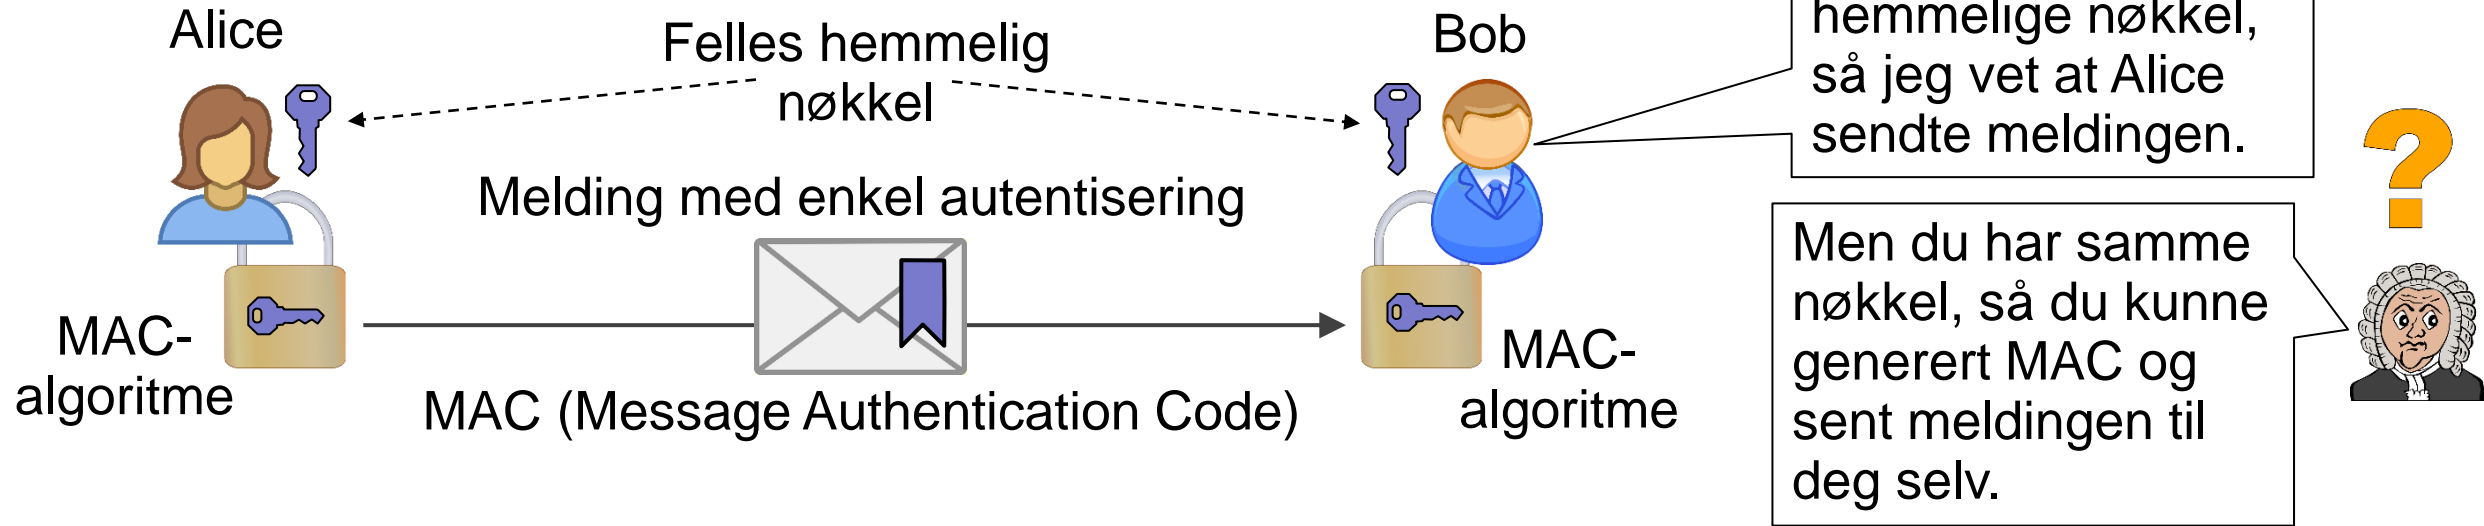 Alice
Felles hemmelig
nøkkel
Bob
hemmelige nøkkel,
så jeg vet at Alice
sendte meldingen.
Melding med enkel autentisering
Men du har samme
nøkkel, så du kunne
generert MAC og
sent meldingen til
deg selv.
MAC-
algoritme
MAC (Message Authentication Code)
MAC-
algoritme